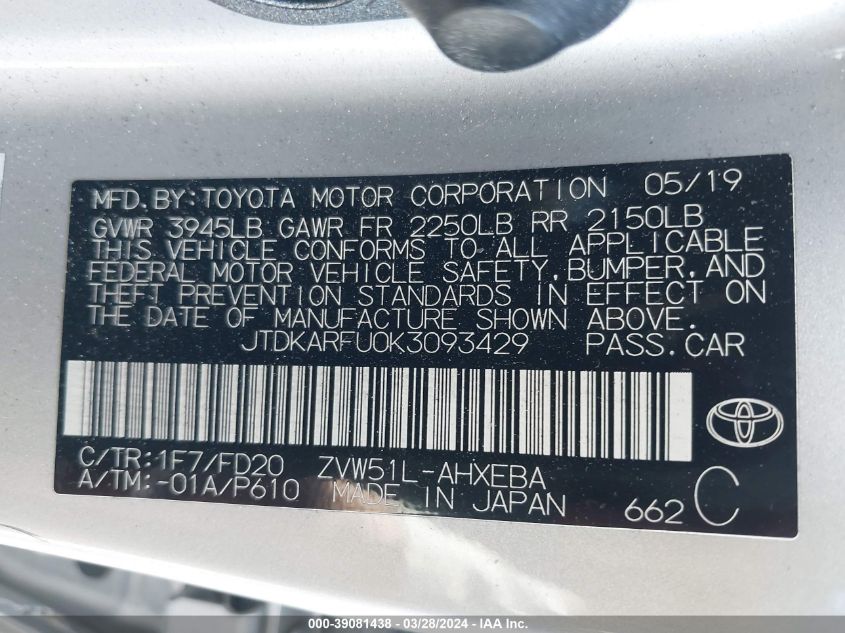 MFD. BY: TOYOTA MOTOR CORPORATION 05/19
GVWR 3945LB GAWR FR 2250LB RR 2150LB
THIS VEHICLE CONFORMS TO ALL APPLICABLE
FEDERAL MOTOR VEHICLE SAFETY, BUMPER, AND
THEFT PREVENTION STANDARDS IN EFFECT ON
THE DATE OF MANUFACTURE SHOWN ABOVE.
JTDKARFU0K3093429 PASS. CAR
C/TR: 1F7/FD20 ZVW51L-AHXEBA
A/TM: -01A/P610 MADE IN JAPAN 662 C
000-39081438 - 03/28/2024 - IAA Inc.